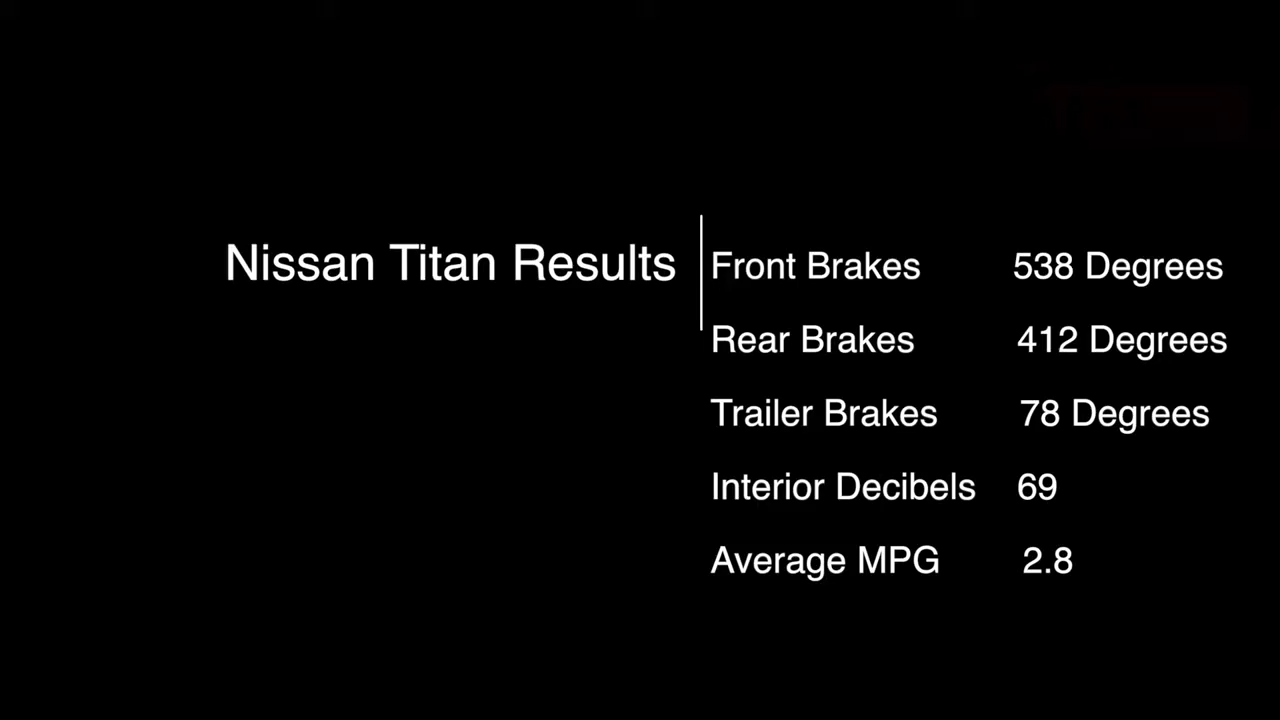 Nissan Titan Results
Front Brakes 538 Degrees
Rear Brakes 412 Degrees
Trailer Brakes 78 Degrees
Interior Decibels 69
Average MPG 2.8